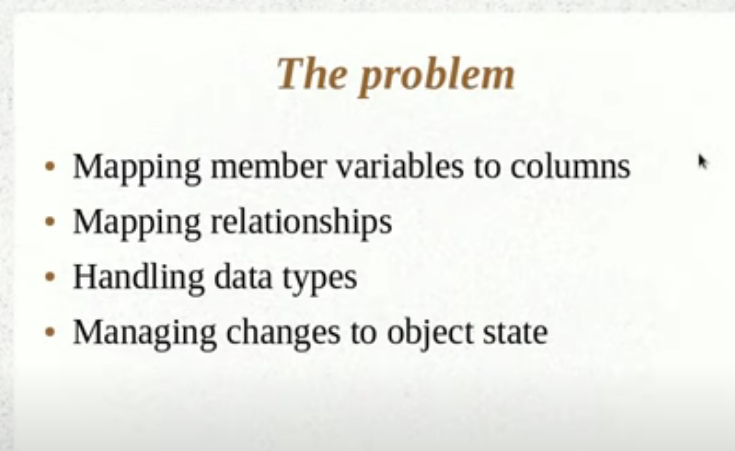 The problem
• Mapping member variables to columns
• Mapping relationships
• Handling data types
• Managing changes to object state